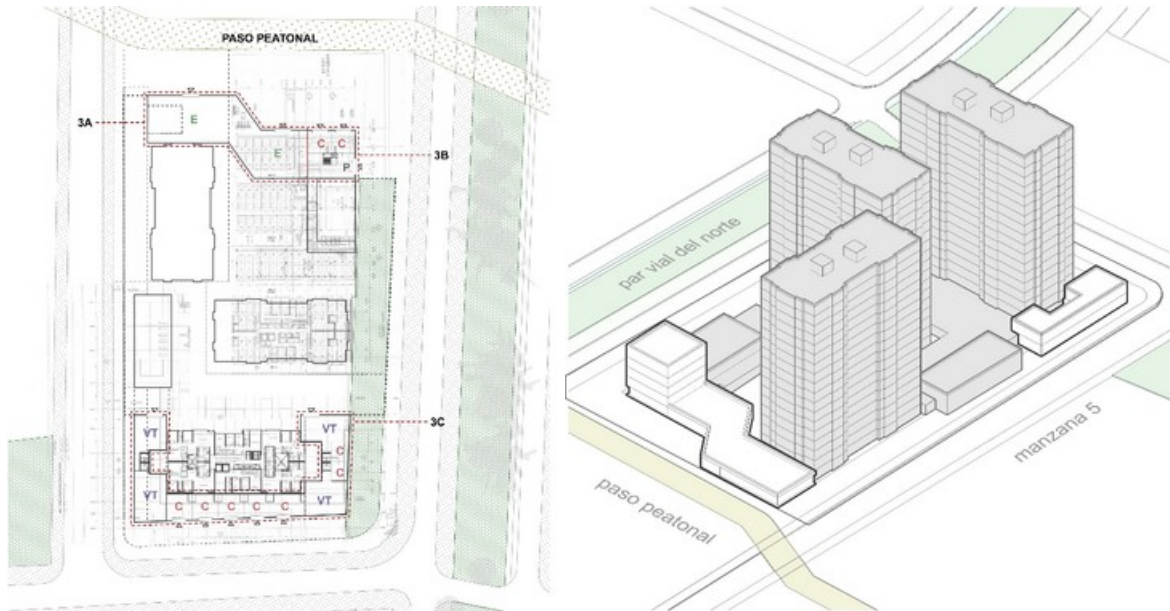 PASO PEATONAL
3A
E
E
C C
P
3B
3C
VT
VT
C
C
VT
VT
C C C C C
par vial del norte
manzana 5
paso peatonal